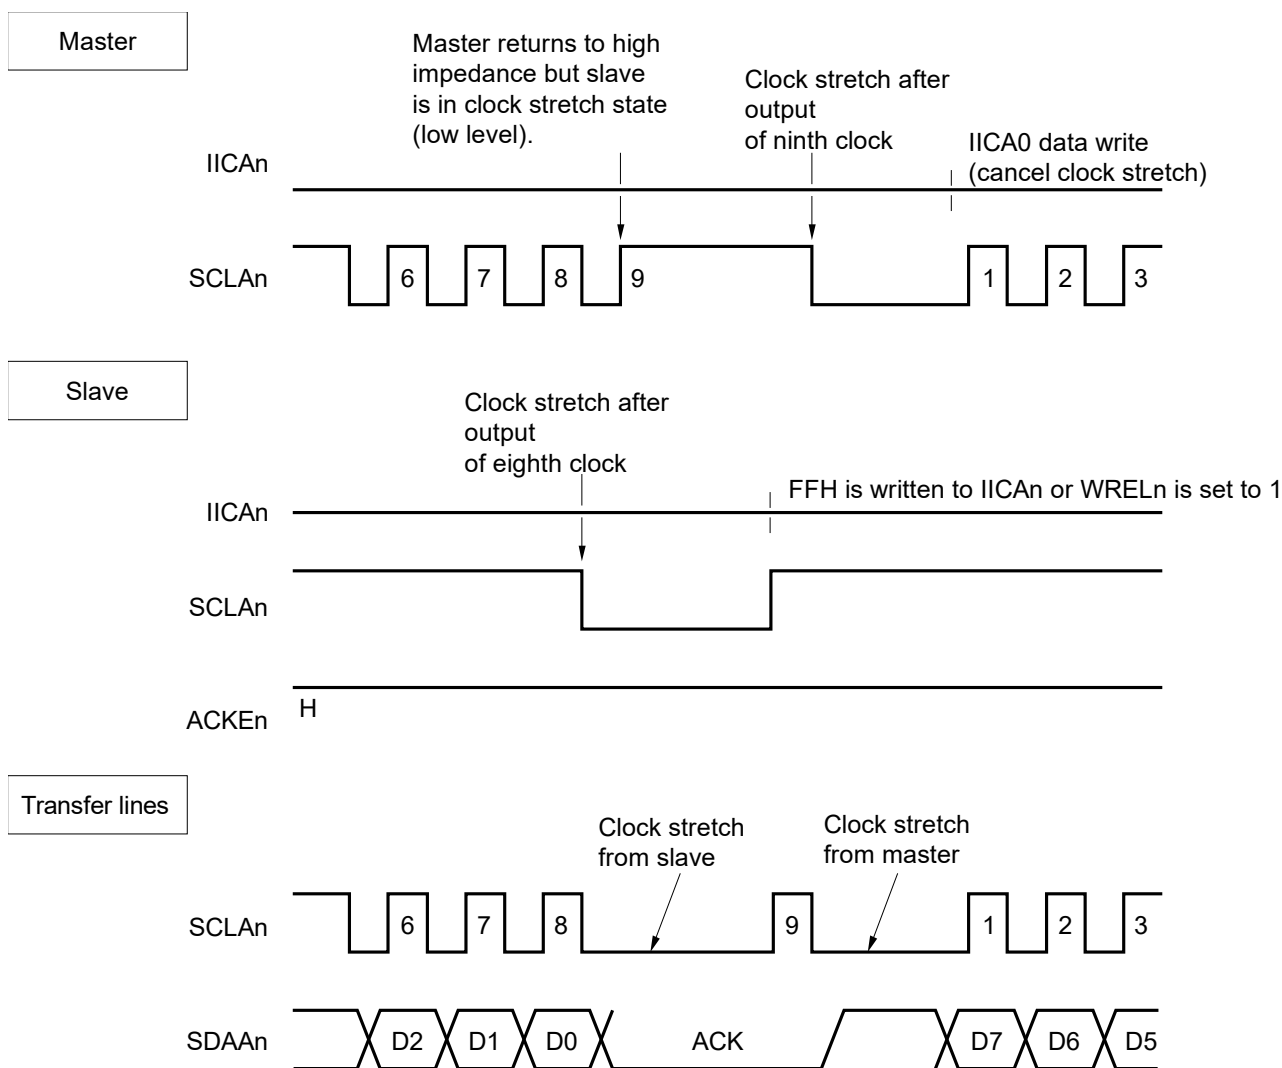 Master
Master returns to high
impedance but slave
is in clock stretch state
(low level).
Clock stretch after
output
of ninth clock
IICA0 data write
(cancel clock stretch)
IICAn
SCLAn
6 7 8 9 1 2 3
Slave
Clock stretch after
output
of eighth clock
FFH is written to IICAn or WRELn is set to 1
IICAn
SCLAn
H
ACKEn
Transfer lines
Clock stretch
from slave
Clock stretch
from master
SCLAn
6 7 8 9 1 2 3
SDAAn
D2 D1 D0 ACK D7 D6 D5